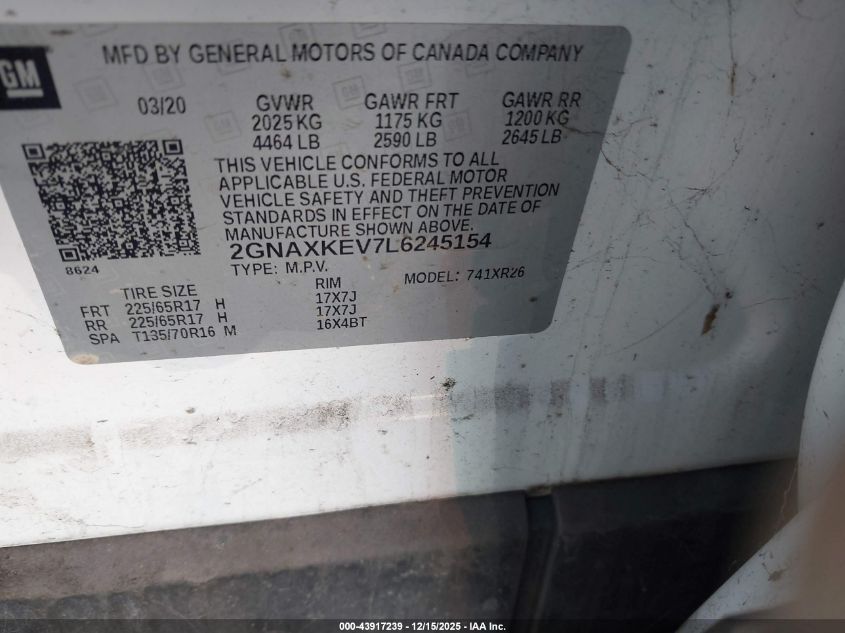 GM
MFD BY GENERAL MOTORS OF CANADA COMPANY
03/20 GVWR GAWR FRT GAWR RR
2025 KG 1175 KG 1200 KG
4464 LB 2590 LB 2645 LB
THIS VEHICLE CONFORMS TO ALL
APPLICABLE U.S. FEDERAL MOTOR
VEHICLE SAFETY AND THEFT PREVENTION
STANDARDS IN EFFECT ON THE DATE OF
MANUFACTURE SHOWN ABOVE.
2GNAXKEV7L6245154
8624
TYPE: M.P.V. MODEL: 741XR26
TIRE SIZE RIM
FRT 225/65R17 H 17X7J
RR 225/65R17 H 17X7J
SPA T135/70R16 M 16X4BT
000-43917239 - 12/15/2025 - IAA Inc.